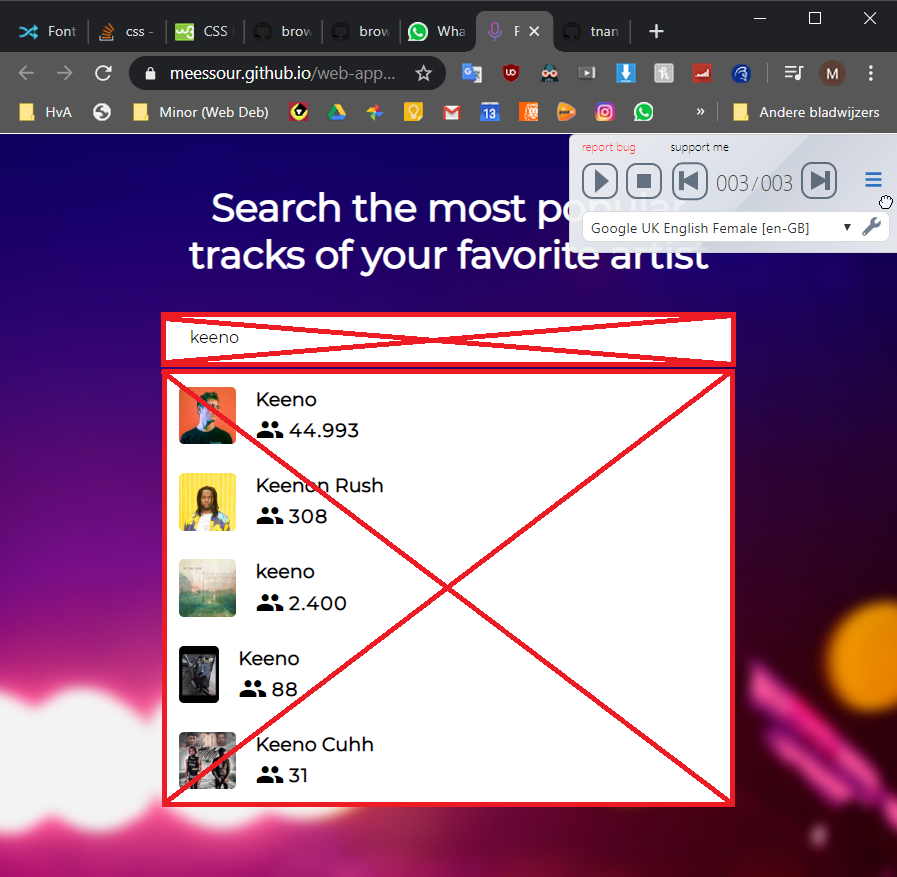 Font
css -
CSS
brow
brow
Wha
F
tnan
meessour.github.io/web-app...
M
HvA
Minor (Web Deb)
13
»
Andere bladwijzers
report bug
support me
003/003
Google UK English Female [en-GB]
Search the most popular
tracks of your favorite artist
keeno
Keeno
44.993
Keenon Rush
308
keeno
2.400
Keeno
88
Keeno Cuhh
31